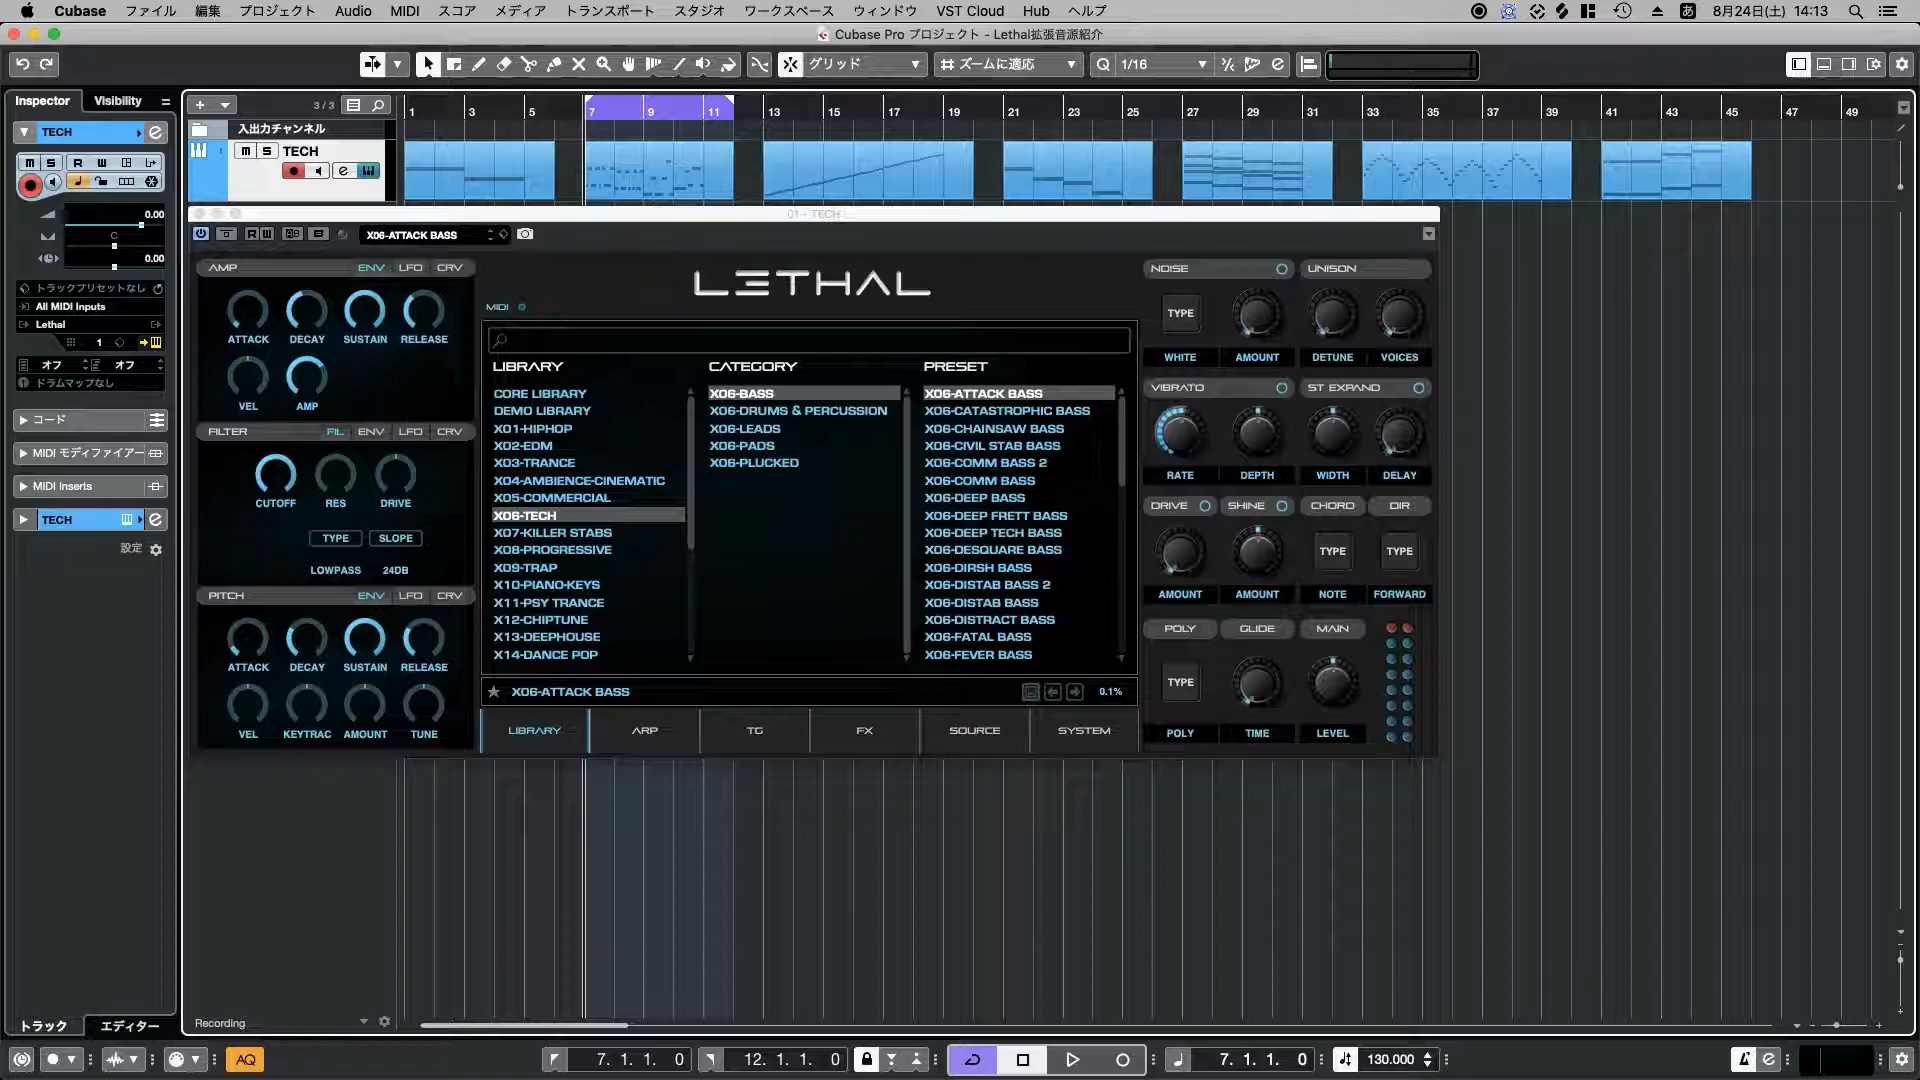 Cubase ファイル 編集 プロジェクト Audio MIDI スコア メディア トランスポート スタジオ ワークスペース ウィンドウ VST Cloud Hub ヘルプ あ 8月24日(土) 14:13
Cubase Pro プロジェクト - Lethal拡張音源紹介
グリッド ズームに適応 Q 1/16
Inspector Visibility
3 / 3
1 3 5 7 9 11 13 15 17 19 21 23 25 27 29 31 33 35 37 39 41 43 45 47 49
TECH
入出力チャンネル
1 m S TECH
m S R W
0.00
C
0.00
トラックプリセットなし
All MIDI Inputs
Lethal
1
オフ オフ
ドラムマップなし
コード
MIDI モディファイアー
MIDI Inserts
TECH
設定
01 - TECH
R W X06-ATTACK BASS
AMP ENV LFO CRV
ATTACK DECAY SUSTAIN RELEASE
VEL AMP
FILTER FIL ENV LFO CRV
CUTOFF RES DRIVE
TYPE SLOPE
LOWPASS 24DB
PITCH ENV LFO CRV
ATTACK DECAY SUSTAIN RELEASE
VEL KEYTRAC AMOUNT TUNE
LETHAL
MIDI
LIBRARY CATEGORY PRESET
CORE LIBRARY
DEMO LIBRARY
X01-HIPHOP
X02-EDM
X03-TRANCE
X04-AMBIENCE-CINEMATIC
X05-COMMERCIAL
X06-TECH
X07-KILLER STABS
X08-PROGRESSIVE
X09-TRAP
X10-PIANO-KEYS
X11-PSY TRANCE
X12-CHIPTUNE
X13-DEEPHOUSE
X14-DANCE POP
X06-BASS
X06-DRUMS & PERCUSSION
X06-LEADS
X06-PADS
X06-PLUCKED
X06-ATTACK BASS
X06-CATASTROPHIC BASS
X06-CHAINSAW BASS
X06-CIVIL STAB BASS
X06-COMM BASS 2
X06-COMM BASS
X06-DEEP BASS
X06-DEEP FRETT BASS
X06-DEEP TECH BASS
X06-DESQUARE BASS
X06-DIRSH BASS
X06-DISTAB BASS 2
X06-DISTAB BASS
X06-DISTRACT BASS
X06-FATAL BASS
X06-FEVER BASS
X06-ATTACK BASS 0.1%
LIBRARY ARP TG FX SOURCE SYSTEM
NOISE UNISON
TYPE
WHITE AMOUNT DETUNE VOICES
VIBRATO ST EXPAND
RATE DEPTH WIDTH DELAY
DRIVE SHINE CHORD DIR
TYPE TYPE
AMOUNT AMOUNT NOTE FORWARD
POLY GLIDE MAIN
TYPE
POLY TIME LEVEL
Recording
トラック エディター
AQ 7. 1. 1. 0 12. 1. 1. 0 7. 1. 1. 0 130.000